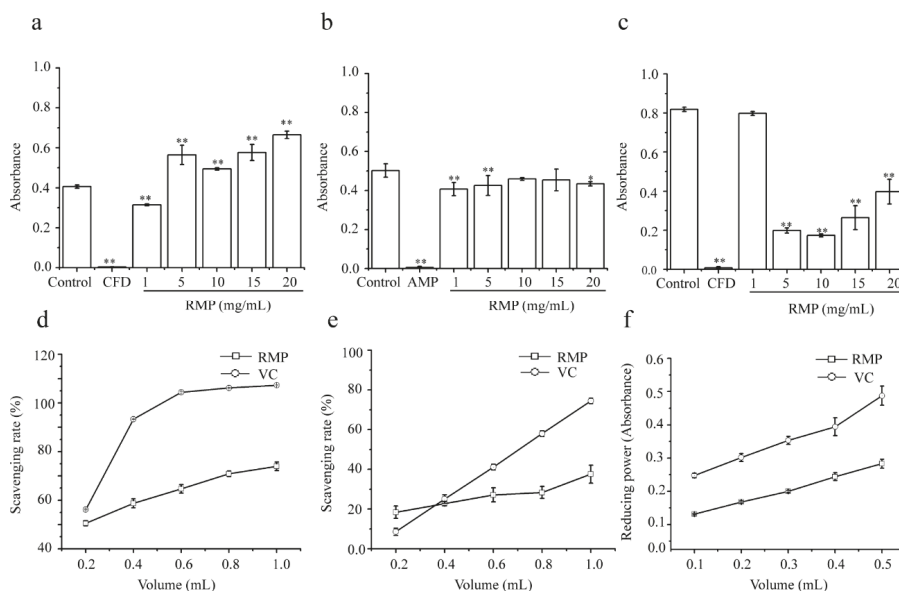 a
b
c
1.0
0.8
0.6
0.4
0.2
0.0
Absorbance
**
**
**
**
**
**
Control CFD 1 5 10 15 20
RMP (mg/mL)
1.0
0.8
0.6
0.4
0.2
0.0
Absorbance
**
**
**
*
Control AMP 1 5 10 15 20
RMP (mg/mL)
1.0
0.8
0.6
0.4
0.2
0.0
Absorbance
**
**
**
**
**
Control CFD 1 5 10 15 20
RMP (mg/mL)
d
e
f
120
100
80
60
40
Scavenging rate (%)
RMP
VC
0.2 0.4 0.6 0.8 1.0
Volume (mL)
100
80
60
40
20
0.0
Scavenging rate (%)
RMP
VC
0.2 0.4 0.6 0.8 1.0
Volume (mL)
0.6
0.5
0.4
0.3
0.2
0.1
0.0
Reducing power (Absorbance)
RMP
VC
0.1 0.2 0.3 0.4 0.5
Volume (mL)